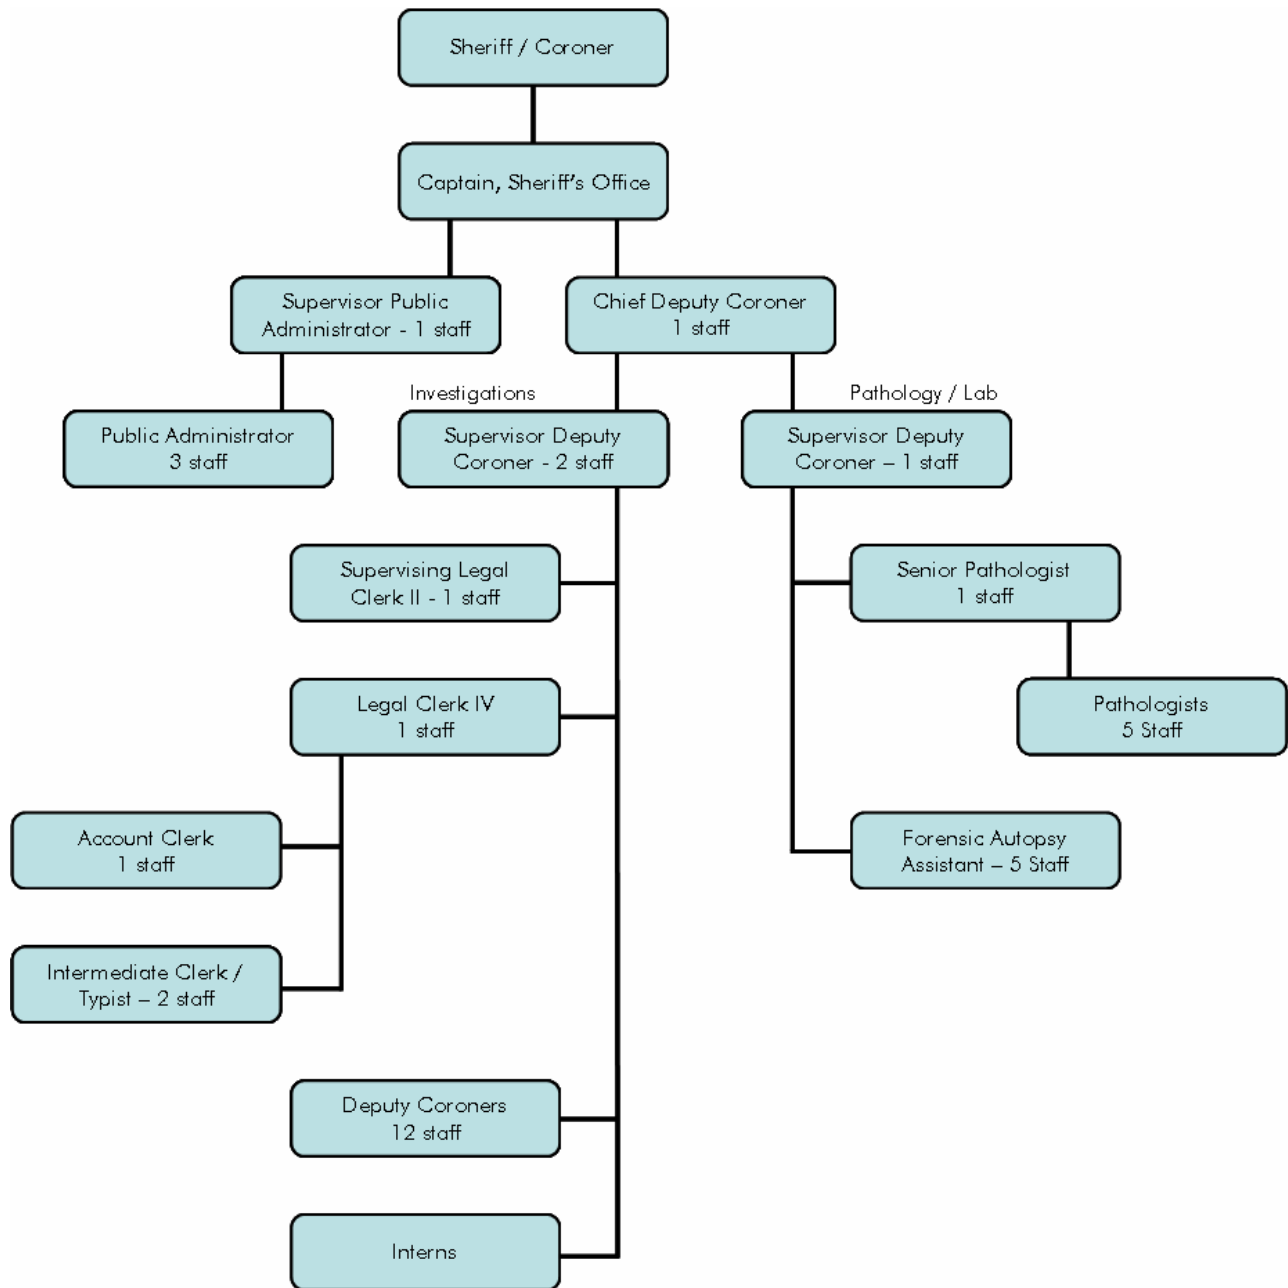 Sheriff / Coroner
Captain, Sheriff's Office
Supervisor Public
Administrator - 1 staff
Chief Deputy Coroner
1 staff
Investigations
Pathology / Lab
Public Administrator
3 staff
Supervisor Deputy
Coroner - 2 staff
Supervisor Deputy
Coroner – 1 staff
Supervising Legal
Clerk II - 1 staff
Senior Pathologist
1 staff
Legal Clerk IV
1 staff
Pathologists
5 Staff
Account Clerk
1 staff
Forensic Autopsy
Assistant – 5 Staff
Intermediate Clerk /
Typist – 2 staff
Deputy Coroners
12 staff
Interns